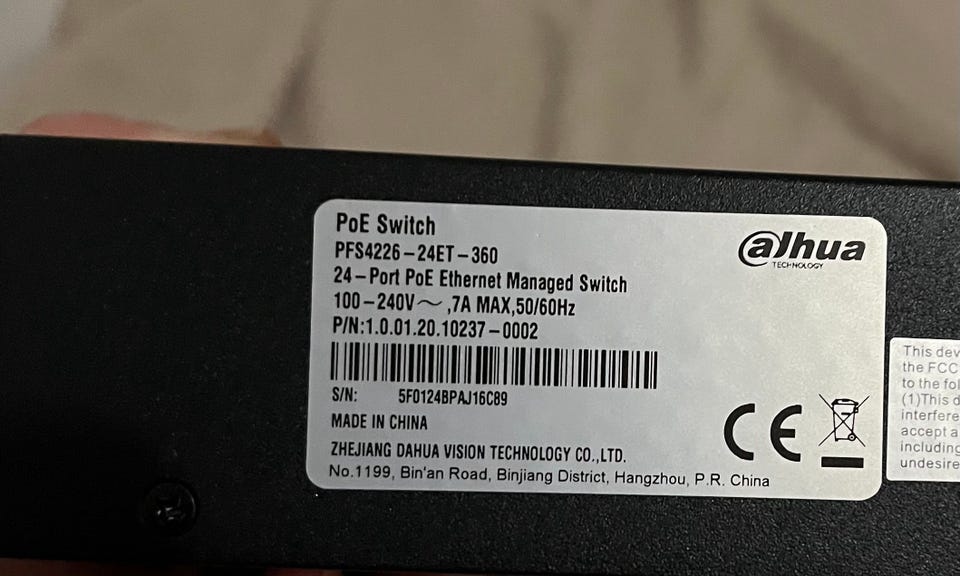 PoE Switch
PFS4226-24ET-360
24-Port PoE Ethernet Managed Switch
100-240V～,7A MAX,50/60Hz
P/N:1.0.01.20.10237-0002
S/N: 5F0124BPAJ16C89
MADE IN CHINA
ZHEJIANG DAHUA VISION TECHNOLOGY CO.,LTD.
No.1199, Bin'an Road, Binjiang District, Hangzhou, P.R. China
alhua
TECHNOLOGY
CE
This dev
the FCC
to the fol
(1)This d
interfere
accept a
including
undesire